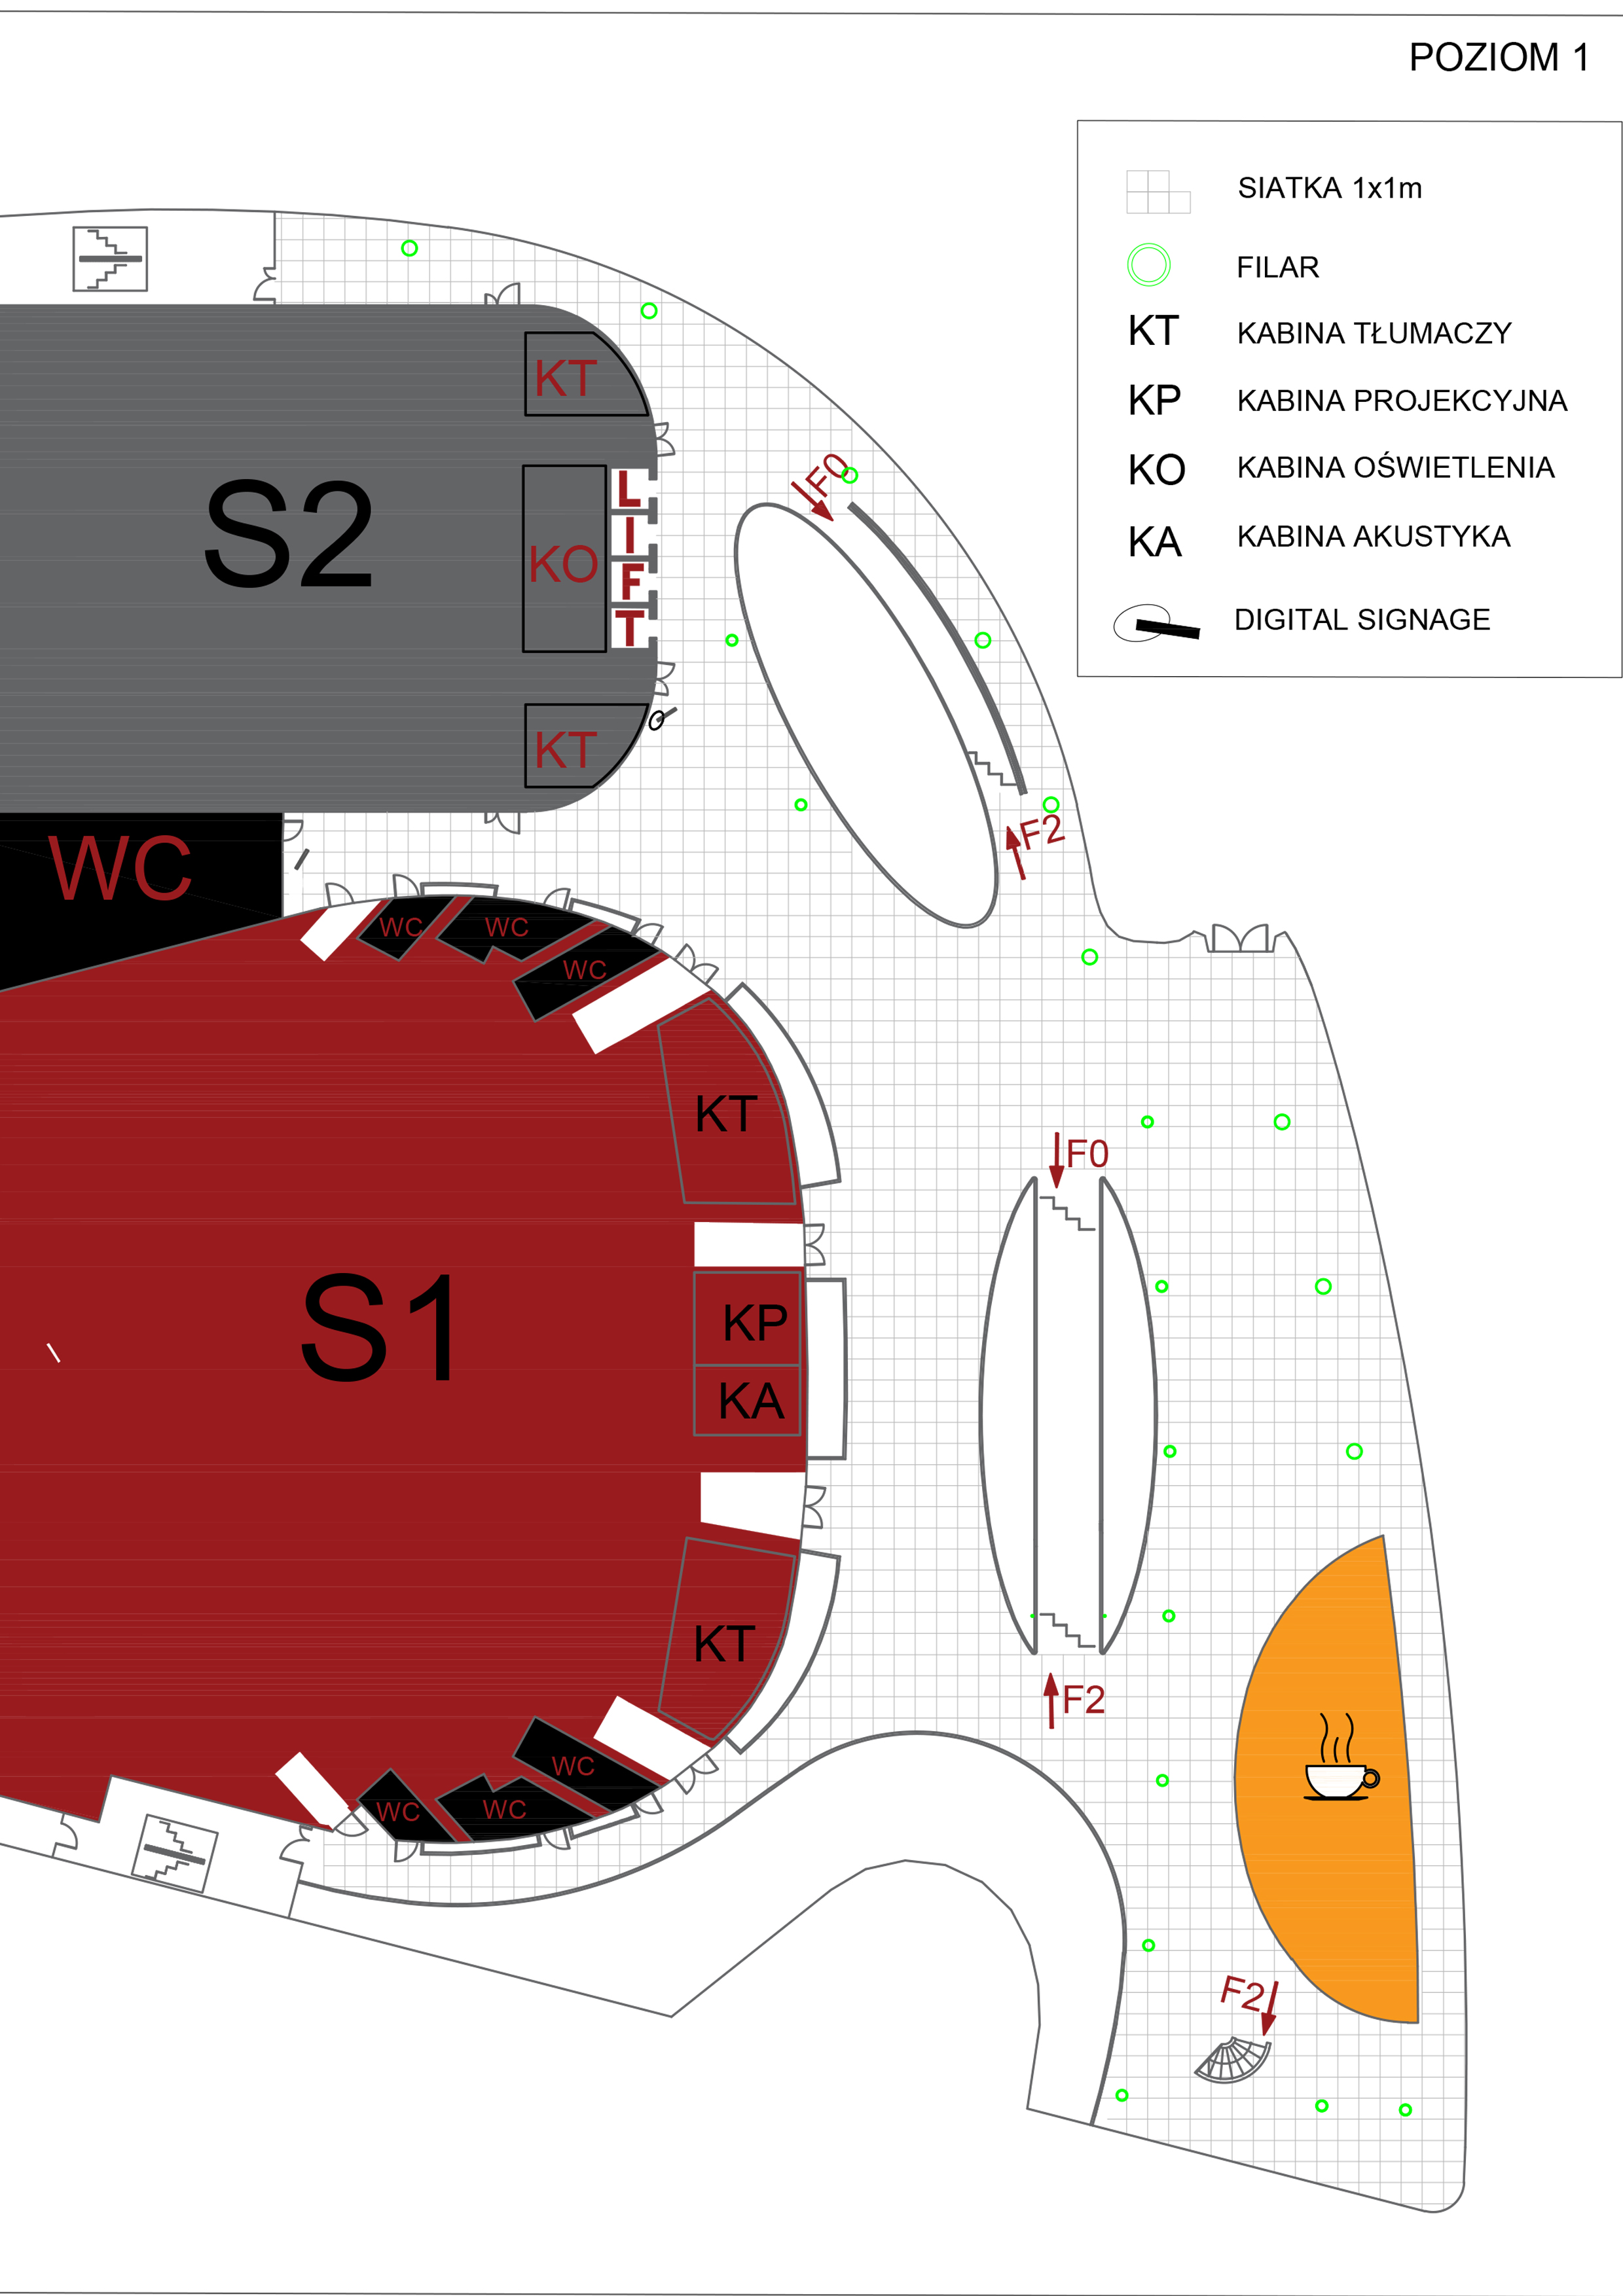 POZIOM 1
SIATKA 1x1m
FILAR
KT KABINA TŁUMACZY
KP KABINA PROJEKCYJNA
KO KABINA OŚWIETLENIA
KA KABINA AKUSTYKA
DIGITAL SIGNAGE
KT
F0
L
I
F
T
S2
KO
KT
F2
WC
WC
WC
WC
KT
F0
S1
KP
KA
KT
F2
WC
WC
WC
F2